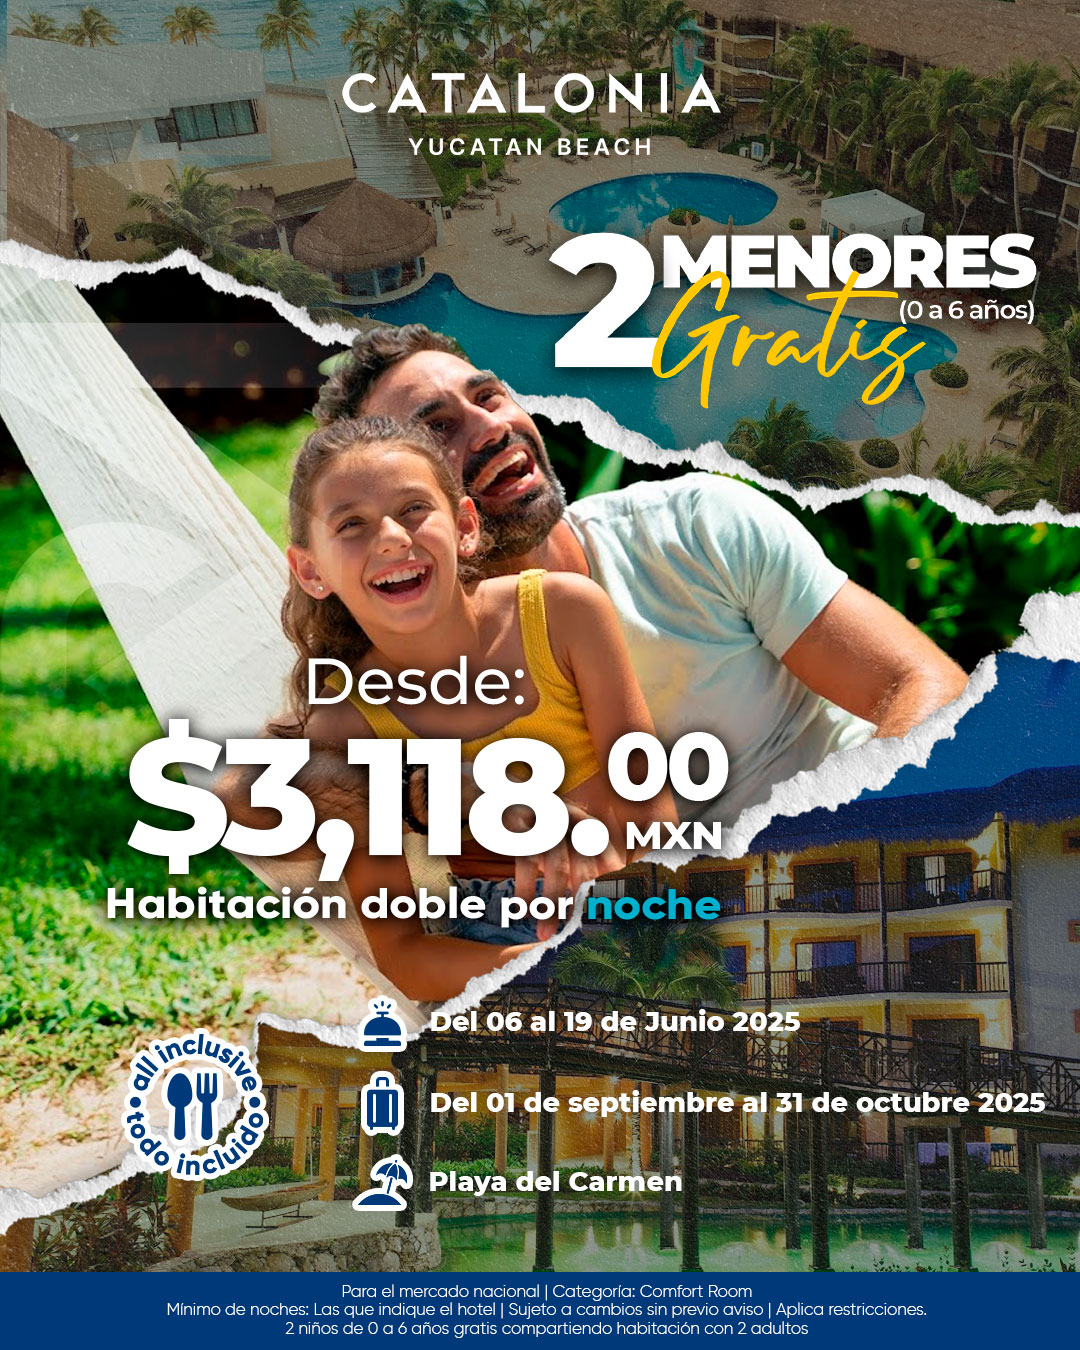 CATALONIA
YUCATAN BEACH
2 MENORES
(0 a 6 años)
Gratis
Desde:
$3,118.00
MXN
Habitación doble por noche
Del 06 al 19 de Junio 2025
all inclusive
todo incluido
Del 01 de septiembre al 31 de octubre 2025
Playa del Carmen
Para el mercado nacional | Categoría: Comfort Room
Mínimo de noches: Las que indique el hotel | Sujeto a cambios sin previo aviso | Aplica restricciones.
2 niños de 0 a 6 años gratis compartiendo habitación con 2 adultos